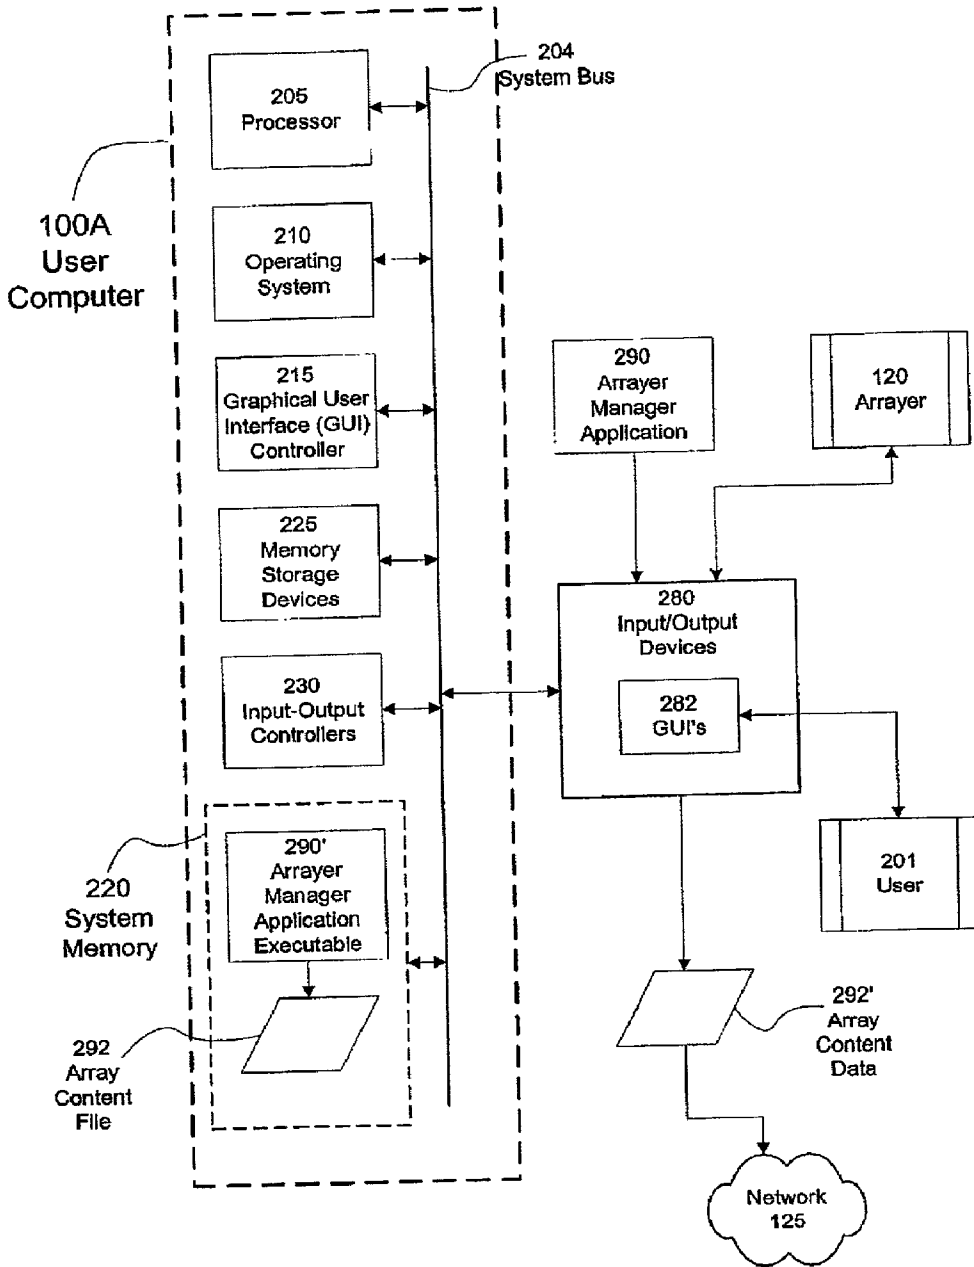 204
System Bus
205
Processor
100A
User
Computer
210
Operating
System
215
Graphical User
Interface (GUI)
Controller
290
Arrayer
Manager
Application
120
Arrayer
225
Memory
Storage
Devices
280
Input/Output
Devices
230
Input-Output
Controllers
282
GUI's
220
System
Memory
290'
Arrayer
Manager
Application
Executable
201
User
292
Array
Content
File
292'
Array
Content
Data
Network
125